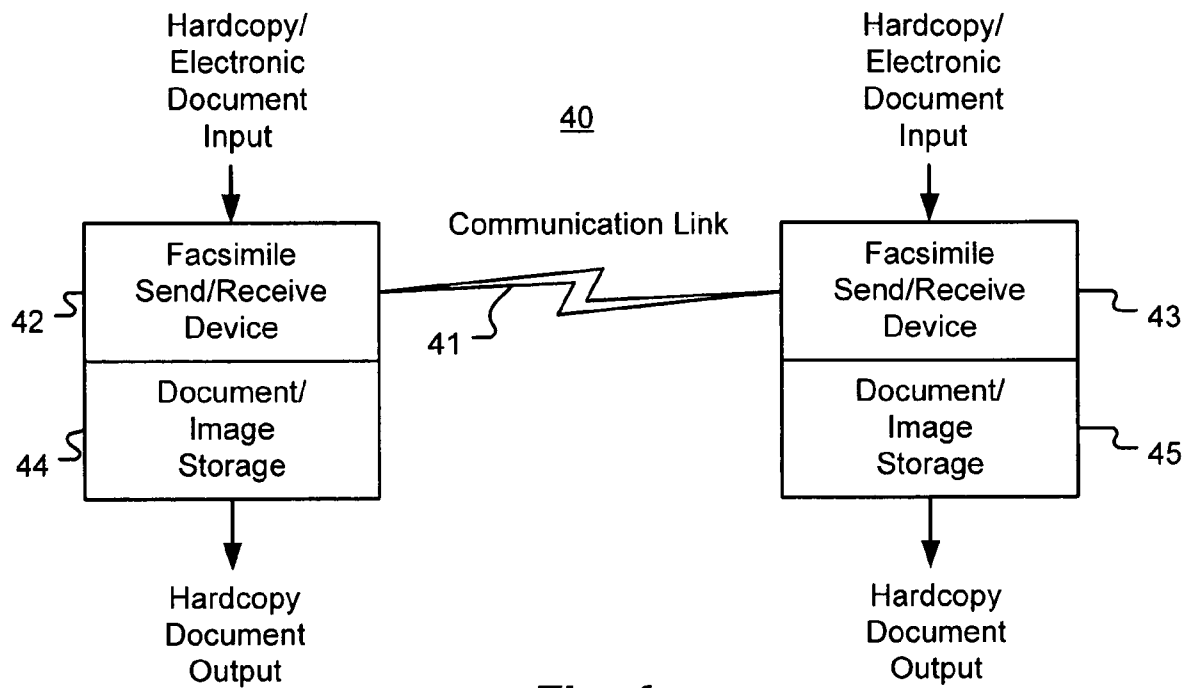 Hardcopy/
Electronic
Document
Input
Hardcopy/
Electronic
Document
Input
40
Communication Link
Facsimile
Send/Receive
Device
42
41
Facsimile
Send/Receive
Device
43
Document/
Image
Storage
44
Document/
Image
Storage
45
Hardcopy
Document
Output
Hardcopy
Document
Output